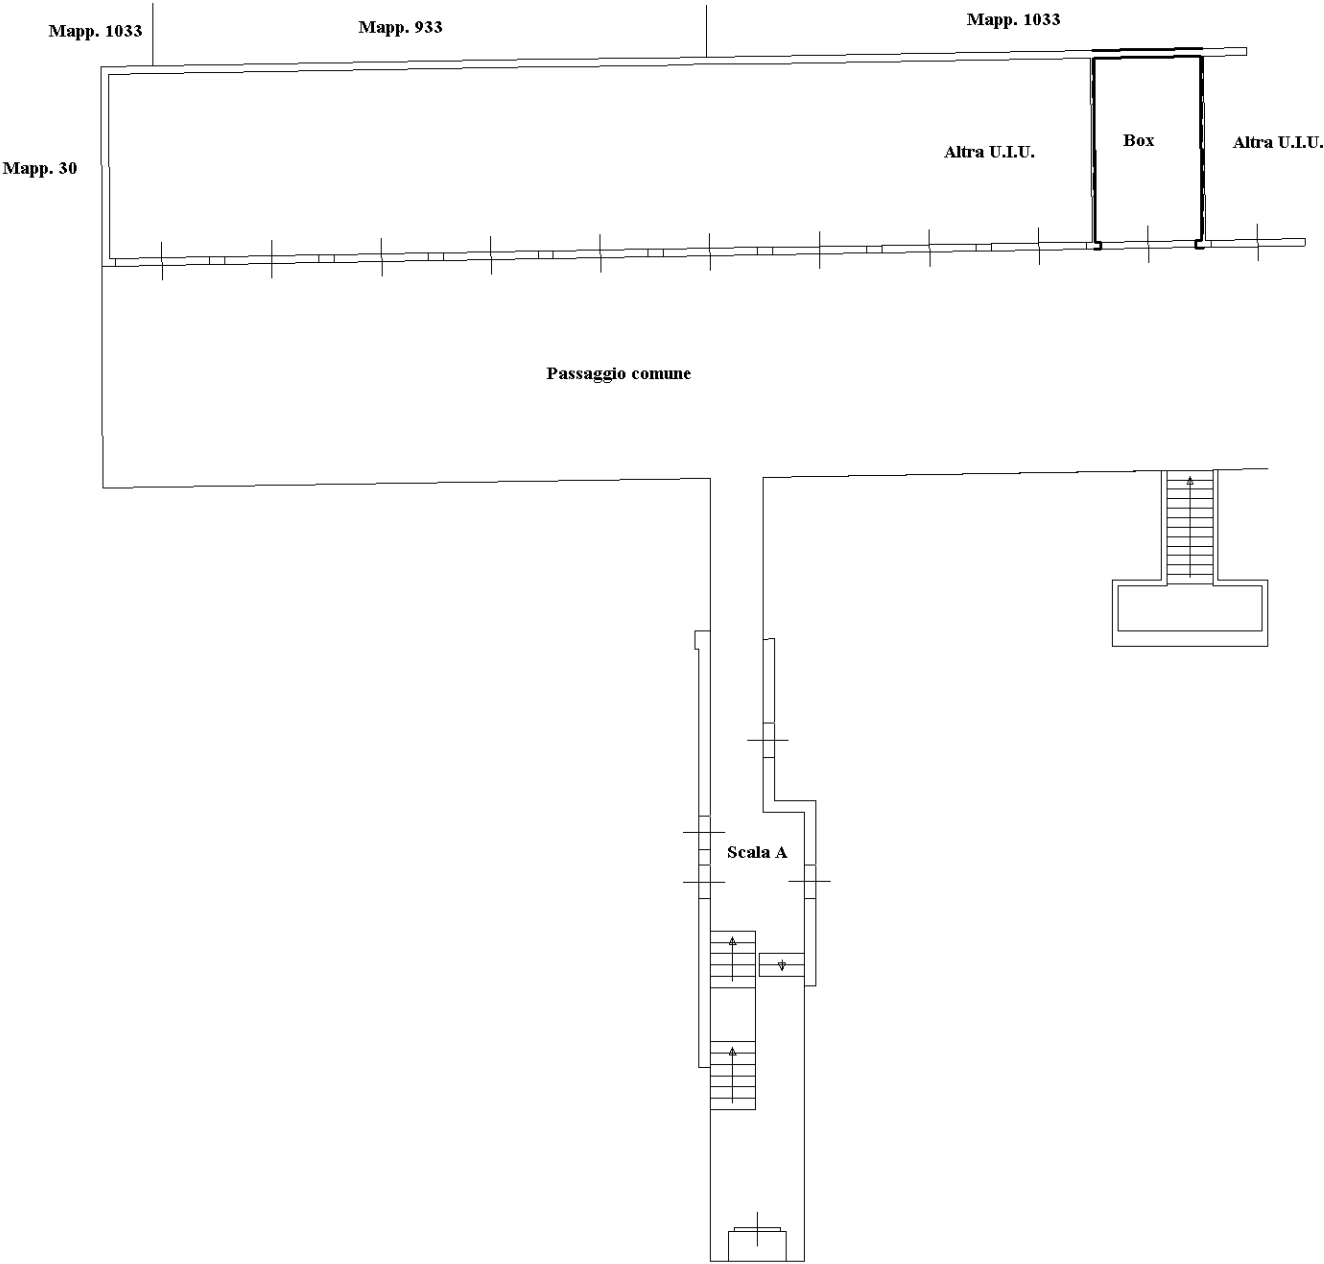 Mapp. 1033
Mapp. 933
Mapp. 1033
Mapp. 30
Altra U.I.U.
Box
Altra U.I.U.
Passaggio comune
Scala A